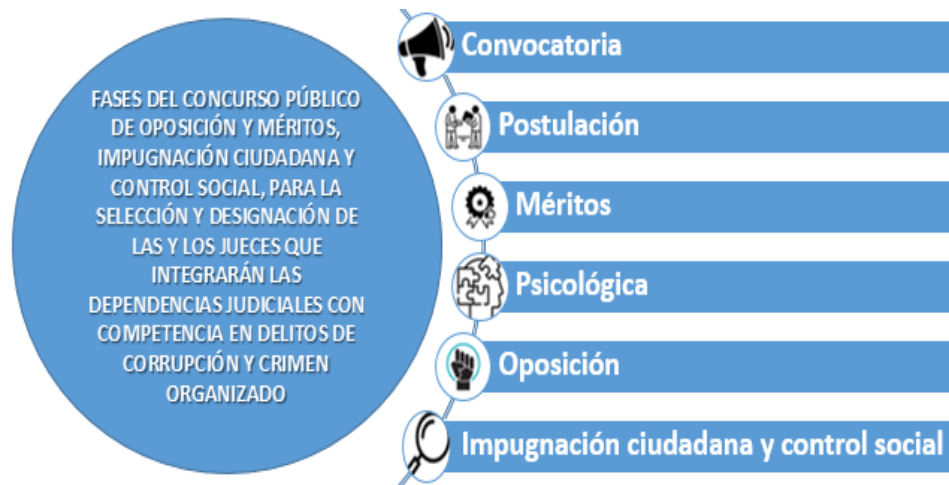 FASES DEL CONCURSO PÚBLICO
DE OPOSICIÓN Y MÉRITOS,
IMPUGNACIÓN CIUDADANA Y
CONTROL SOCIAL, PARA LA
SELECCIÓN Y DESIGNACIÓN DE
LAS Y LOS JUECES QUE
INTEGRARÁN LAS
DEPENDENCIAS JUDICIALES CON
COMPETENCIA EN DELITOS DE
CORRUPCIÓN Y CRIMEN
ORGANIZADO
Convocatoria
Postulación
Méritos
Psicológica
Oposición
Impugnación ciudadana y control social